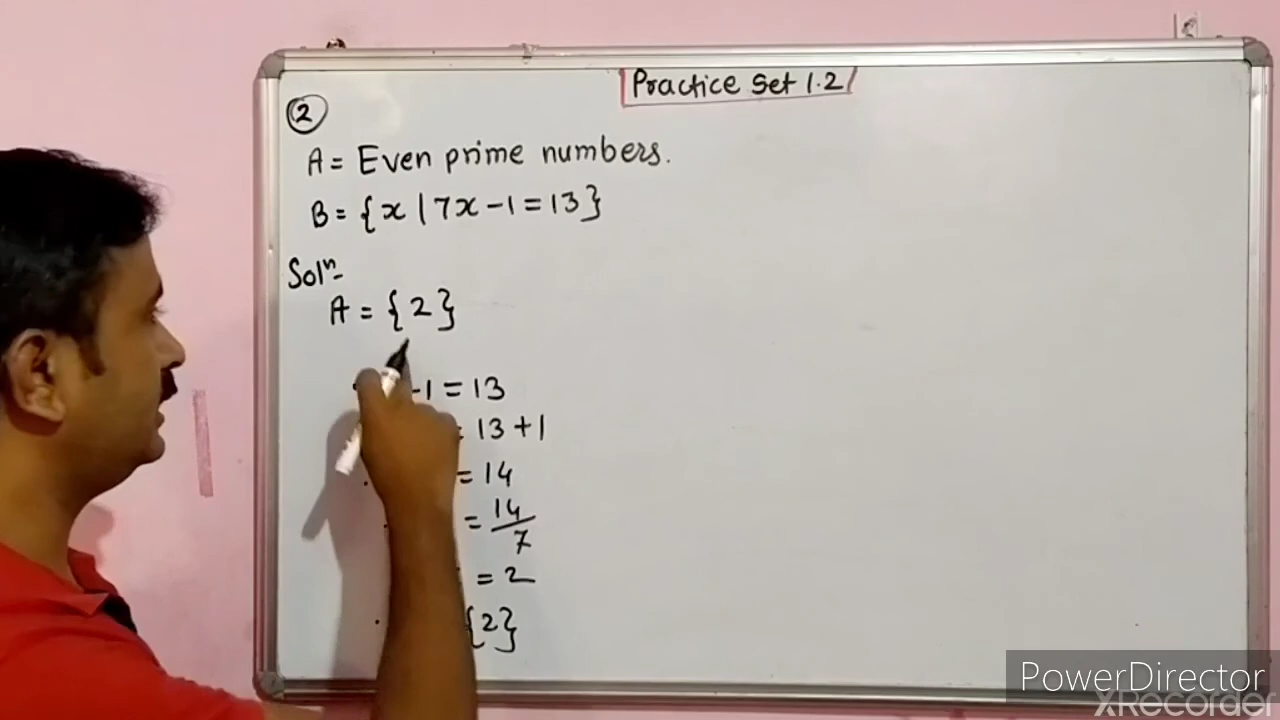 Practice Set 1.2
2
A = Even prime numbers.
B = {x | 7x - 1 = 13}
Solⁿ-
A = {2}
-1 = 13
= 13 + 1
= 14
= 14/7
= 2
{2}
PowerDirector
XRecorder